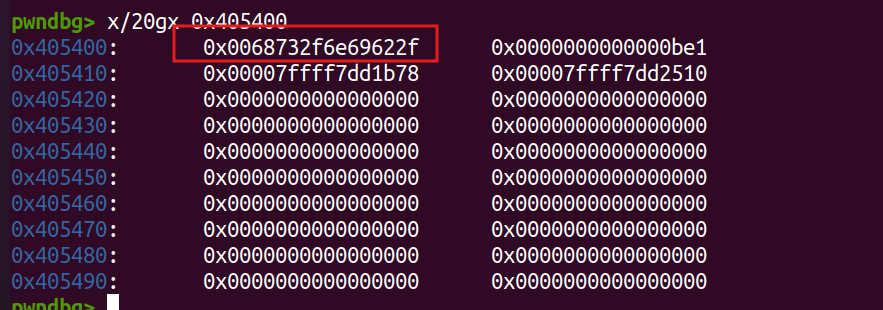 pwndbg> x/20gx 0x405400
0x405400: 0x0068732f6e69622f 0x0000000000000be1
0x405410: 0x00007ffff7dd1b78 0x00007ffff7dd2510
0x405420: 0x0000000000000000 0x0000000000000000
0x405430: 0x0000000000000000 0x0000000000000000
0x405440: 0x0000000000000000 0x0000000000000000
0x405450: 0x0000000000000000 0x0000000000000000
0x405460: 0x0000000000000000 0x0000000000000000
0x405470: 0x0000000000000000 0x0000000000000000
0x405480: 0x0000000000000000 0x0000000000000000
0x405490: 0x0000000000000000 0x0000000000000000
pwndbg>